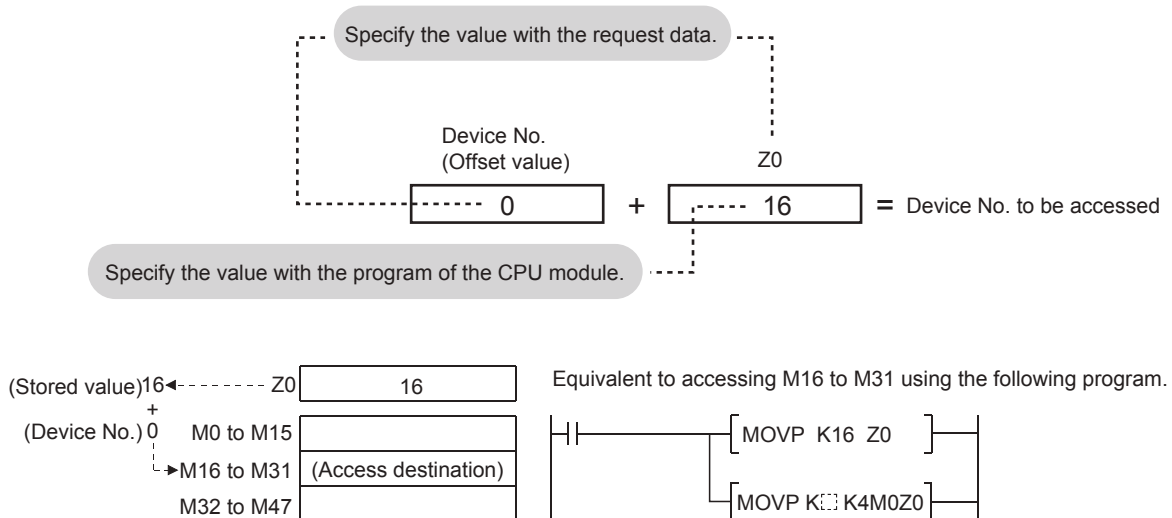 Specify the value with the request data.
Device No.
(Offset value)
Z0
0 + 16 = Device No. to be accessed
Specify the value with the program of the CPU module.
(Stored value)16 Z0 16
+
(Device No.) 0
M0 to M15
M16 to M31 (Access destination)
M32 to M47
Equivalent to accessing M16 to M31 using the following program.
MOVP K16 Z0
MOVP K K4M0Z0